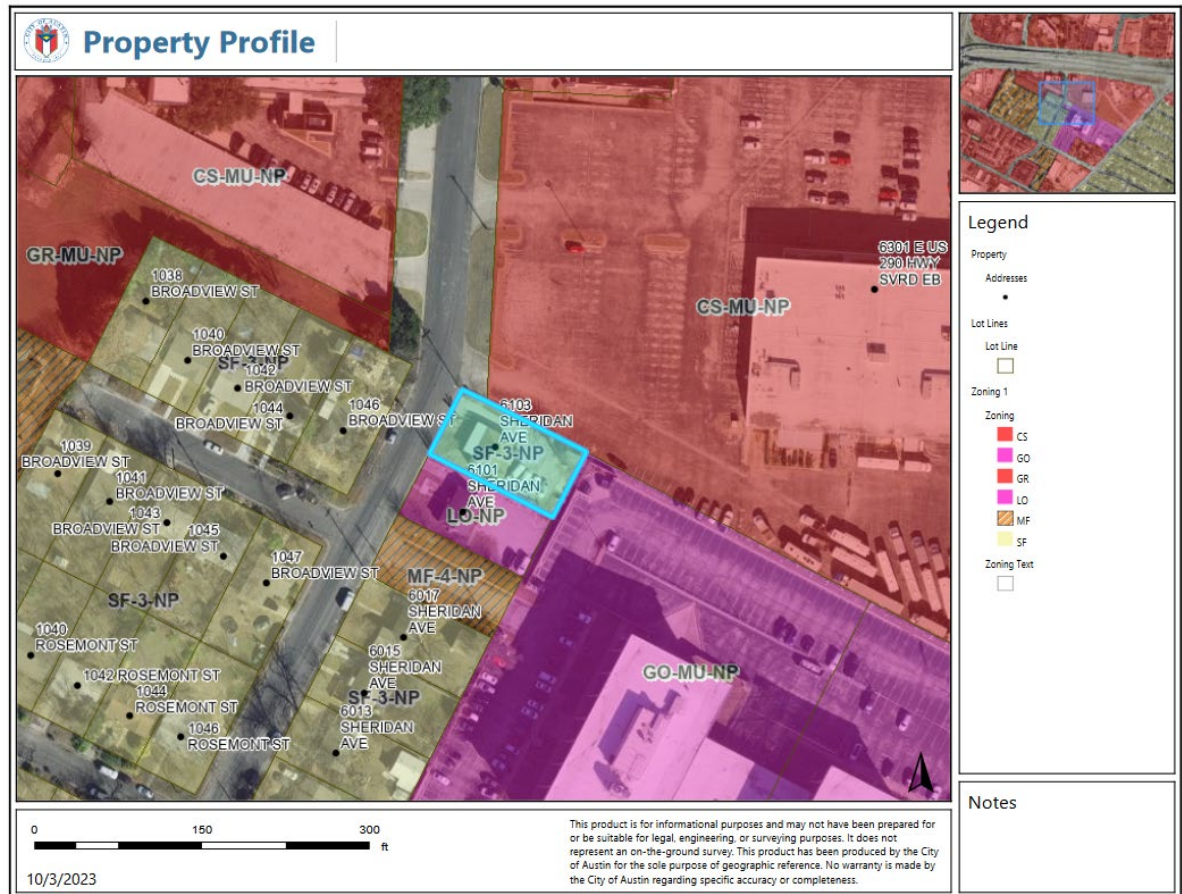 Property Profile
CS-MU-NP
GR-MU-NP
1038
BROADVIEW ST
1040
BROADVIEW ST
SF-3-NP
1042
BROADVIEW ST
1044
BROADVIEW ST
1046
BROADVIEW ST
6301 E US
290 HWY
SVRD EB
CS-MU-NP
6103
SHERIDAN
AVE
SF-3-NP
6101
SHERIDAN
AVE
LO-NP
1039
BROADVIEW ST
1041
BROADVIEW ST
1043
BROADVIEW ST
1045
BROADVIEW ST
1047
BROADVIEW ST
SF-3-NP
MF-4-NP
6017
SHERIDAN
AVE
6015
SHERIDAN
AVE
SF-3-NP
6013
SHERIDAN
AVE
1040
ROSEMONT ST
1042 ROSEMONT ST
1044
ROSEMONT ST
1046
ROSEMONT ST
GO-MU-NP
Legend
Property
Addresses
Lot Lines
Lot Line
Zoning 1
Zoning
CS
GO
GR
LO
MF
SF
Zoning Text
Notes
0 150 300
ft
10/3/2023
This product is for informational purposes and may not have been prepared for
or be suitable for legal, engineering, or surveying purposes. It does not
represent an on-the-ground survey. This product has been produced by the City
of Austin for the sole purpose of geographic reference. No warranty is made by
the City of Austin regarding specific accuracy or completeness.